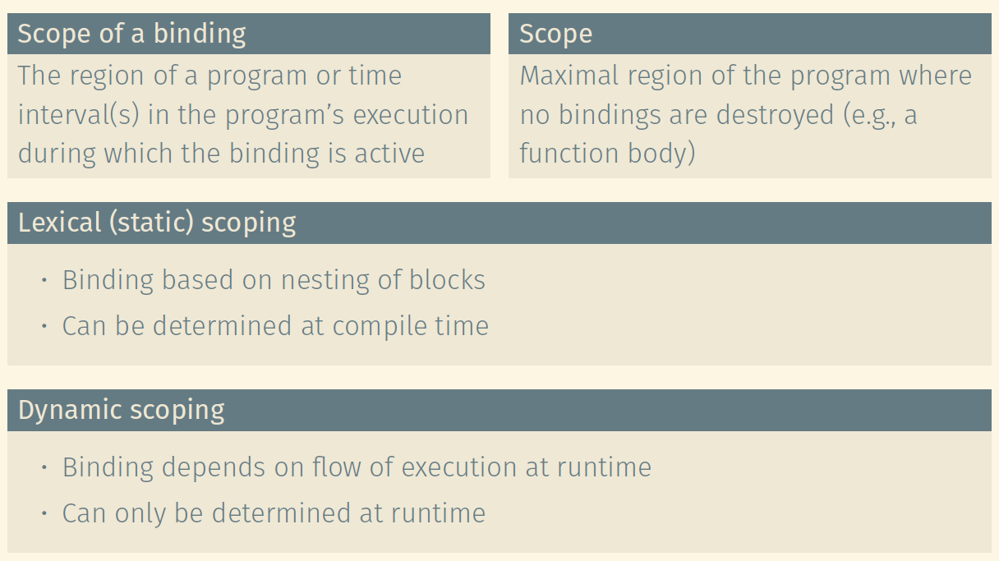 Scope of a binding
The region of a program or time
interval(s) in the program’s execution
during which the binding is active
Scope
Maximal region of the program where
no bindings are destroyed (e.g., a
function body)
Lexical (static) scoping
• Binding based on nesting of blocks
• Can be determined at compile time
Dynamic scoping
• Binding depends on flow of execution at runtime
• Can only be determined at runtime